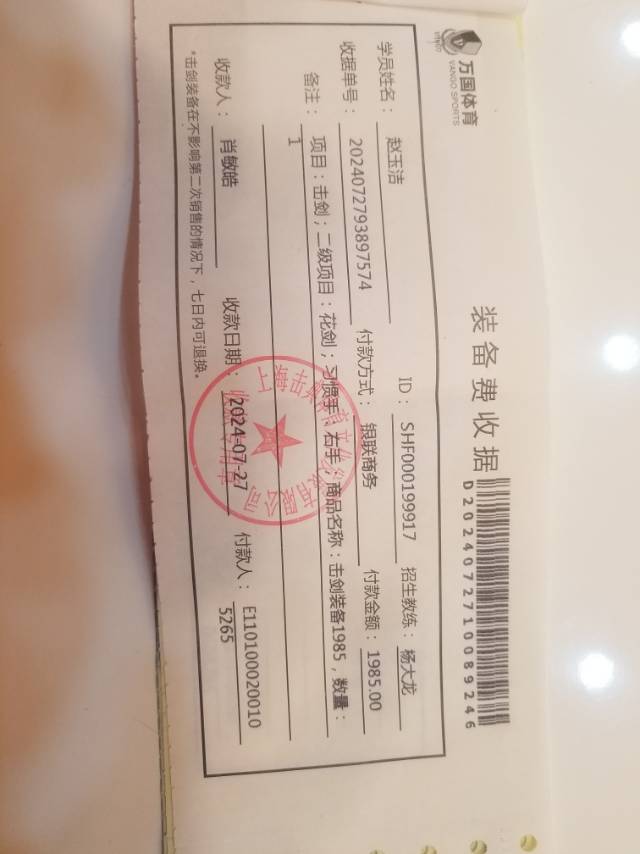 万国体育
VANGO SPORTS
装备费收据
D2024072710089246
学员姓名： 赵玉洁 ID： SHF000199917 招生教练： 杨大龙
收据单号： 2024072793897574 付款方式： 银联商务 付款金额： 1985.00
备注： 项目：击剑；二级项目：花剑；习惯手：右手；商品名称：击剑装备1985，数量：
1
收款人： 肖敏皓 收款日期： 2024-07-27 付款人： E110100020010
5265
*击剑装备在不影响第二次销售的情况下，七日内可退换。